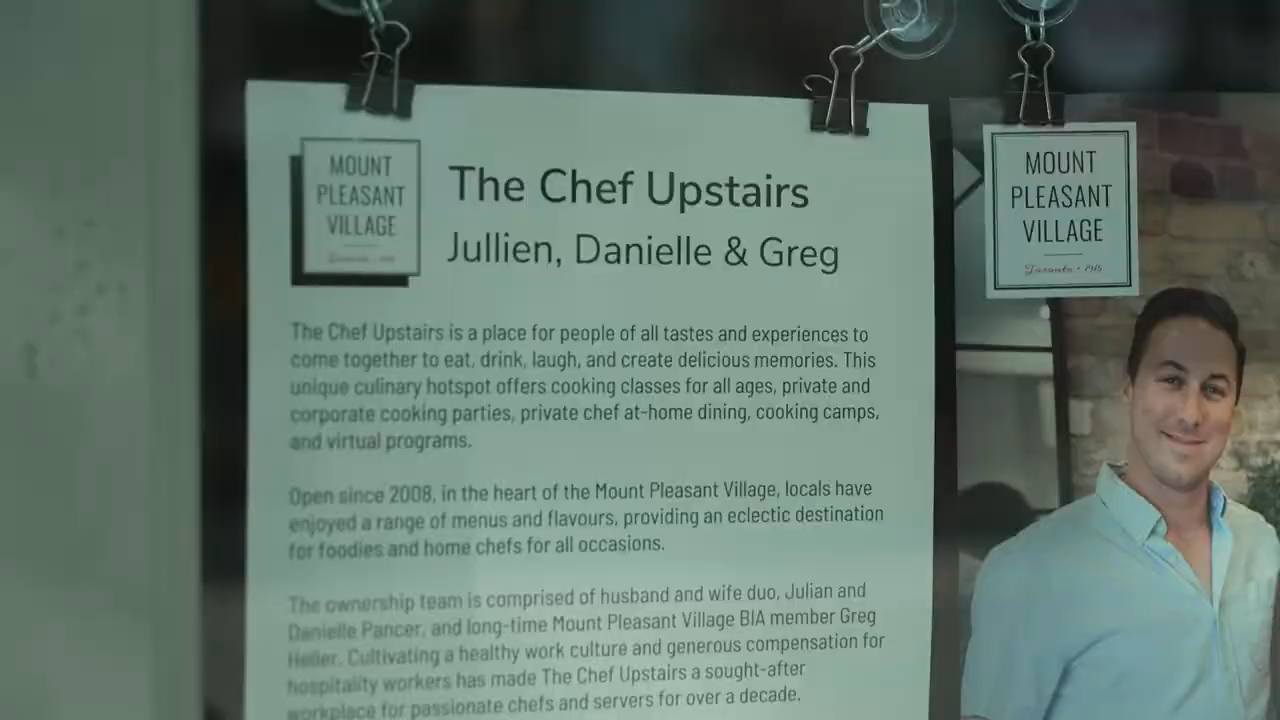 MOUNT
PLEASANT
VILLAGE
The Chef Upstairs
Jullien, Danielle & Greg
The Chef Upstairs is a place for people of all tastes and experiences to
come together to eat, drink, laugh, and create delicious memories. This
unique culinary hotspot offers cooking classes for all ages, private and
corporate cooking parties, private chef at-home dining, cooking camps,
and virtual programs.
Open since 2008, in the heart of the Mount Pleasant Village, locals have
enjoyed a range of menus and flavours, providing an eclectic destination
for foodies and home chefs for all occasions.
The ownership team is comprised of husband and wife duo, Julian and
Danielle Pancer, and long-time Mount Pleasant Village BIA member Greg
Heller. Cultivating a healthy work culture and generous compensation for
hospitality workers has made The Chef Upstairs a sought-after
workplace for passionate chefs and servers for over a decade.
MOUNT
PLEASANT
VILLAGE
Toronto • 1915